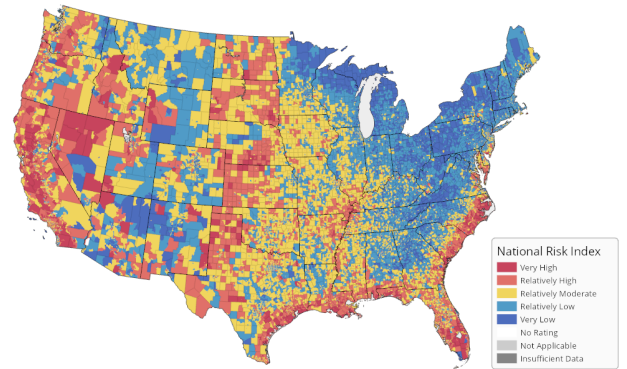 National Risk Index
Very High
Relatively High
Relatively Moderate
Relatively Low
Very Low
No Rating
Not Applicable
Insufficient Data